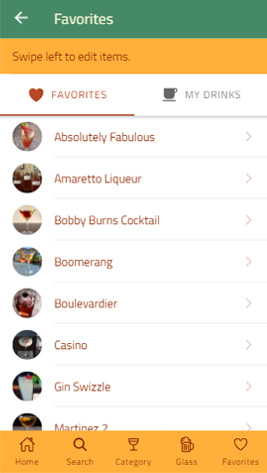 Favorites
Swipe left to edit items.
FAVORITES
MY DRINKS
Absolutely Fabulous
Amaretto Liqueur
Bobby Burns Cocktail
Boomerang
Boulevardier
Casino
Gin Swizzle
Martinez 2
Home
Search
Category
Glass
Favorites